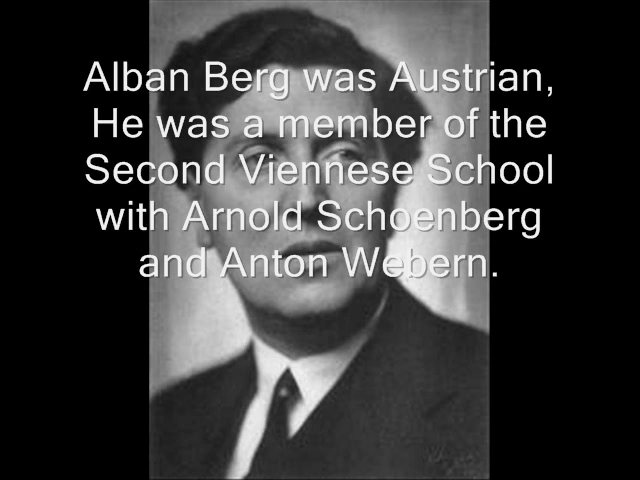 Alban Berg was Austrian,
He was a member of the
Second Viennese School
with Arnold Schoenberg
and Anton Webern.